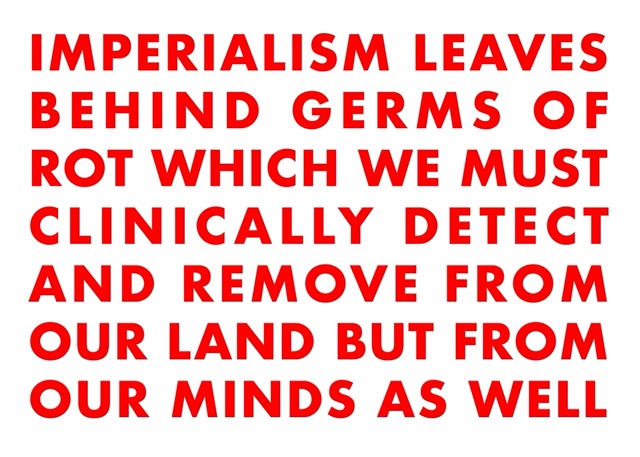 IMPERIALISM LEAVES
BEHIND GERMS OF
ROT WHICH WE MUST
CLINICALLY DETECT
AND REMOVE FROM
OUR LAND BUT FROM
OUR MINDS AS WELL